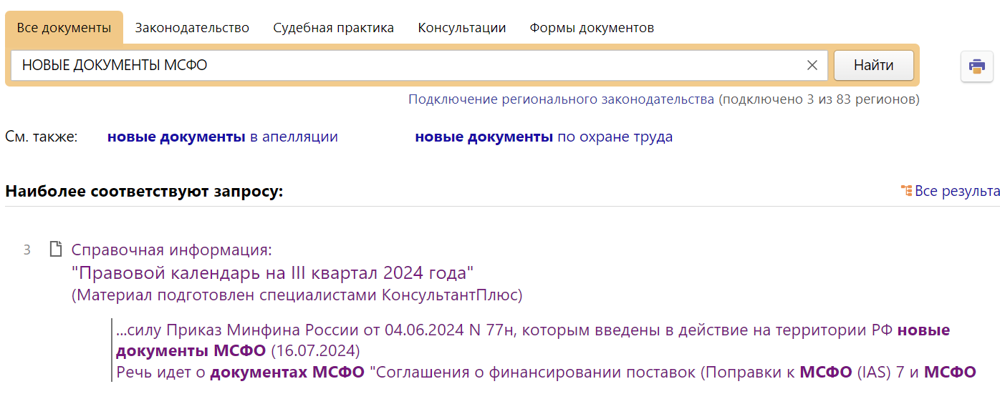 Все документы Законодательство Судебная практика Консультации Формы документов
НОВЫЕ ДОКУМЕНТЫ МСФО Найти
Подключение регионального законодательства (подключено 3 из 83 регионов)
См. также: новые документы в апелляции новые документы по охране труда
Наиболее соответствуют запросу: Все результа
3 Справочная информация:
"Правовой календарь на III квартал 2024 года"
(Материал подготовлен специалистами КонсультантПлюс)
...силу Приказ Минфина России от 04.06.2024 N 77н, которым введены в действие на территории РФ новые
документы МСФО (16.07.2024)
Речь идет о документах МСФО "Соглашения о финансировании поставок (Поправки к МСФО (IAS) 7 и МСФО